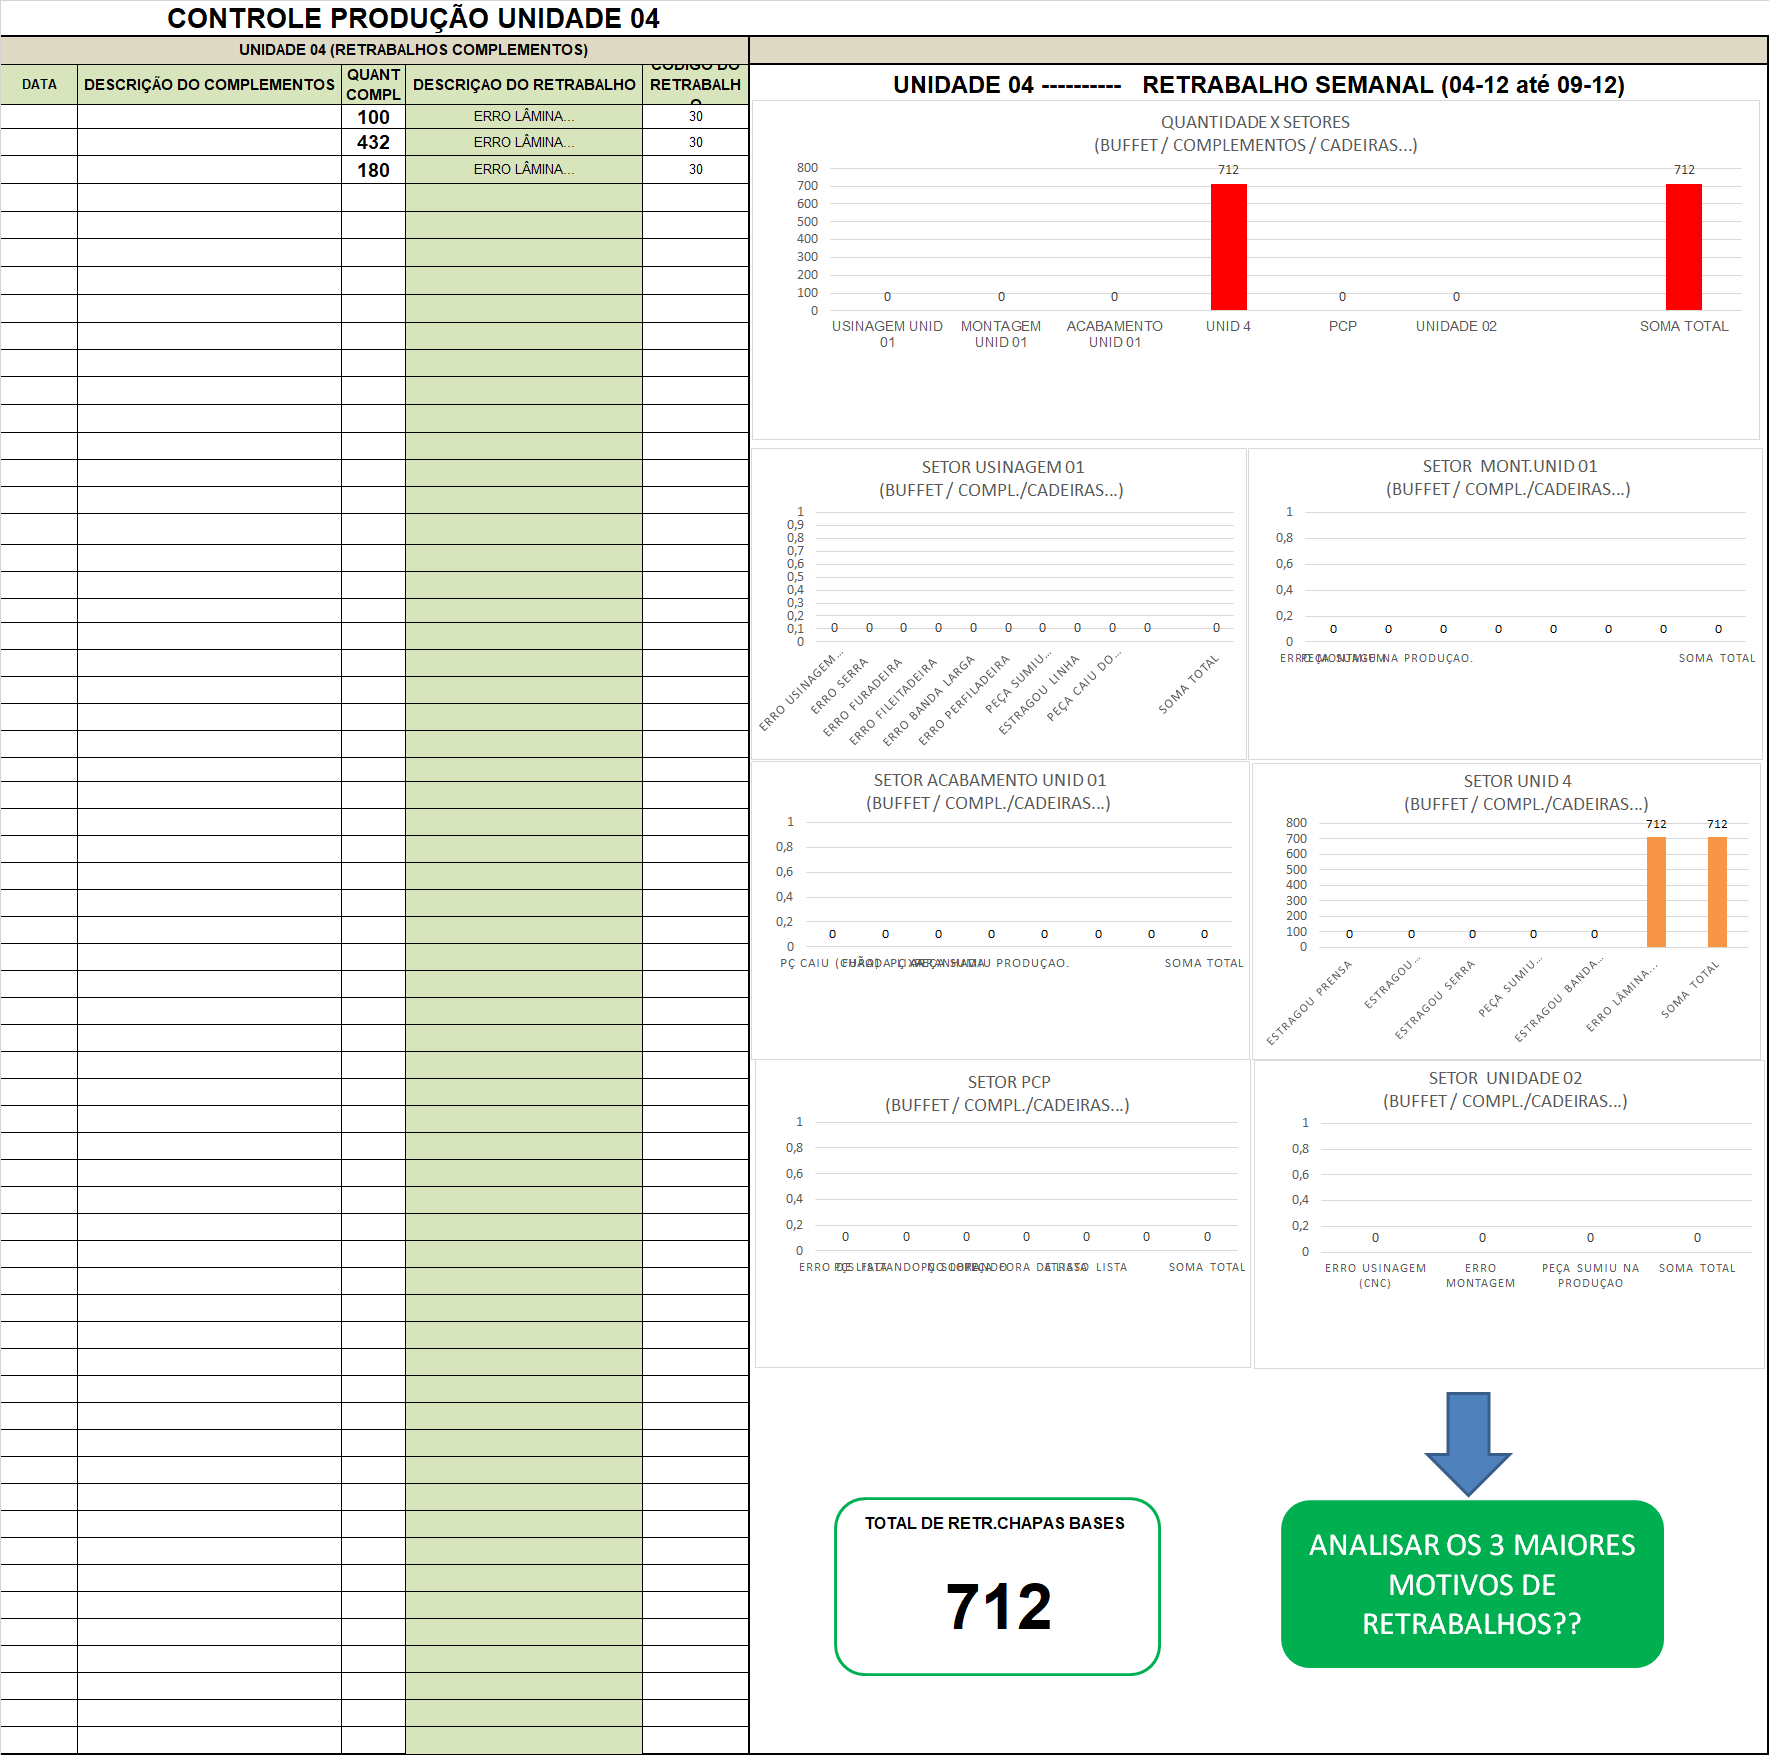 CONTROLE PRODUÇÃO UNIDADE 04
UNIDADE 04 (RETRABALHOS COMPLEMENTOS)
DATA
DESCRIÇÃO DO COMPLEMENTOS
QUANT
COMPL
DESCRIÇAO DO RETRABALHO
CODIGO DO
RETRABALH
O
100 ERRO LÂMINA... 30
432 ERRO LÂMINA... 30
180 ERRO LÂMINA... 30
UNIDADE 04 ---------- RETRABALHO SEMANAL (04-12 até 09-12)
QUANTIDADE X SETORES
(BUFFET / COMPLEMENTOS / CADEIRAS...)
800
700
600
500
400
300
200
100
0
0 0 0 712 0 0 712
USINAGEM UNID
01
MONTAGEM
UNID 01
ACABAMENTO
UNID 01
UNID 4
PCP
UNIDADE 02
SOMA TOTAL
SETOR USINAGEM 01
(BUFFET / COMPL./CADEIRAS...)
1
0,9
0,8
0,7
0,6
0,5
0,4
0,3
0,2
0,1
0
0 0 0 0 0 0 0 0 0 0 0
ERRO USINAGEM...
ERRO SERRA
ERRO FURADEIRA
ERRO FILEITADEIRA
ERRO BANDA LARGA
ERRO PERFILADEIRA
PEÇA SUMIU...
ESTRAGOU LINHA
PEÇA CAIU DO...
SOMA TOTAL
SETOR MONT.UNID 01
(BUFFET / COMPL./CADEIRAS...)
1
0,8
0,6
0,4
0,2
0
0 0 0 0 0 0 0 0
ERRO MONTAGEM
PEÇA SUMIU NA PRODUÇAO.
SOMA TOTAL
SETOR ACABAMENTO UNID 01
(BUFFET / COMPL./CADEIRAS...)
1
0,8
0,6
0,4
0,2
0
0 0 0 0 0 0 0 0
PÇ CAIU (CHÃO)
PEÇA SUMIU PRODUÇAO.
SOMA TOTAL
SETOR UNID 4
(BUFFET / COMPL./CADEIRAS...)
800
700
600
500
400
300
200
100
0
0 0 0 0 0 712 712
ESTRAGOU PRENSA
ESTRAGOU...
ESTRAGOU SERRA
PEÇA SUMIU...
ESTRAGOU BANDA...
ERRO LÂMINA...
SOMA TOTAL
SETOR PCP
(BUFFET / COMPL./CADEIRAS...)
1
0,8
0,6
0,4
0,2
0
0 0 0 0 0 0 0
ERRO DE LISTA
SOMA TOTAL
SETOR UNIDADE 02
(BUFFET / COMPL./CADEIRAS...)
1
0,8
0,6
0,4
0,2
0
0 0 0 0
ERRO USINAGEM
(CNC)
ERRO
MONTAGEM
PEÇA SUMIU NA
PRODUÇAO
SOMA TOTAL
TOTAL DE RETR.CHAPAS BASES
712
ANALISAR OS 3 MAIORES
MOTIVOS DE
RETRABALHOS??